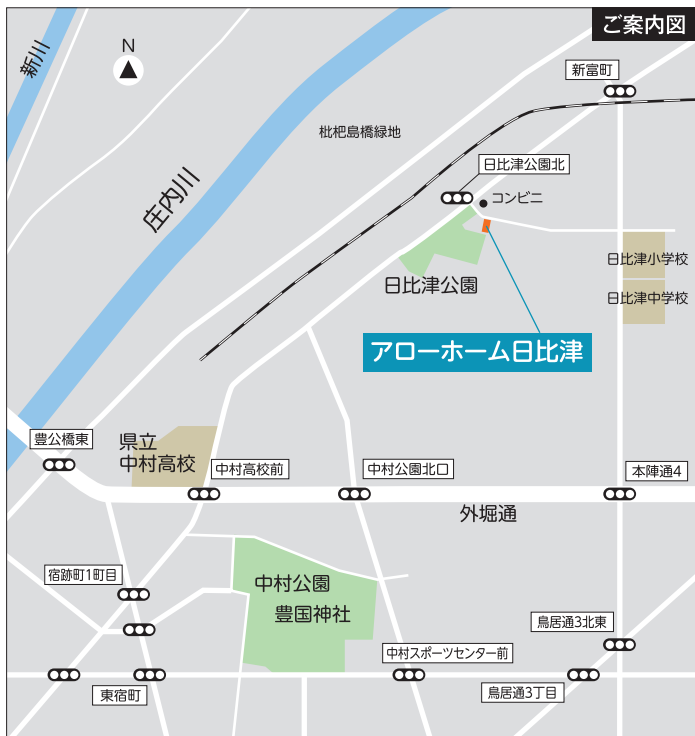 ご案内図
新川
N
新富町
枇杷島橋緑地
日比津公園北
コンビニ
庄内川
日比津小学校
日比津公園
日比津中学校
アローホーム日比津
豊公橋東
県立
中村高校
中村高校前
中村公園北口
本陣通4
外堀通
宿跡町1町目
中村公園
豊国神社
鳥居通3北東
中村スポーツセンター前
東宿町
鳥居通3丁目